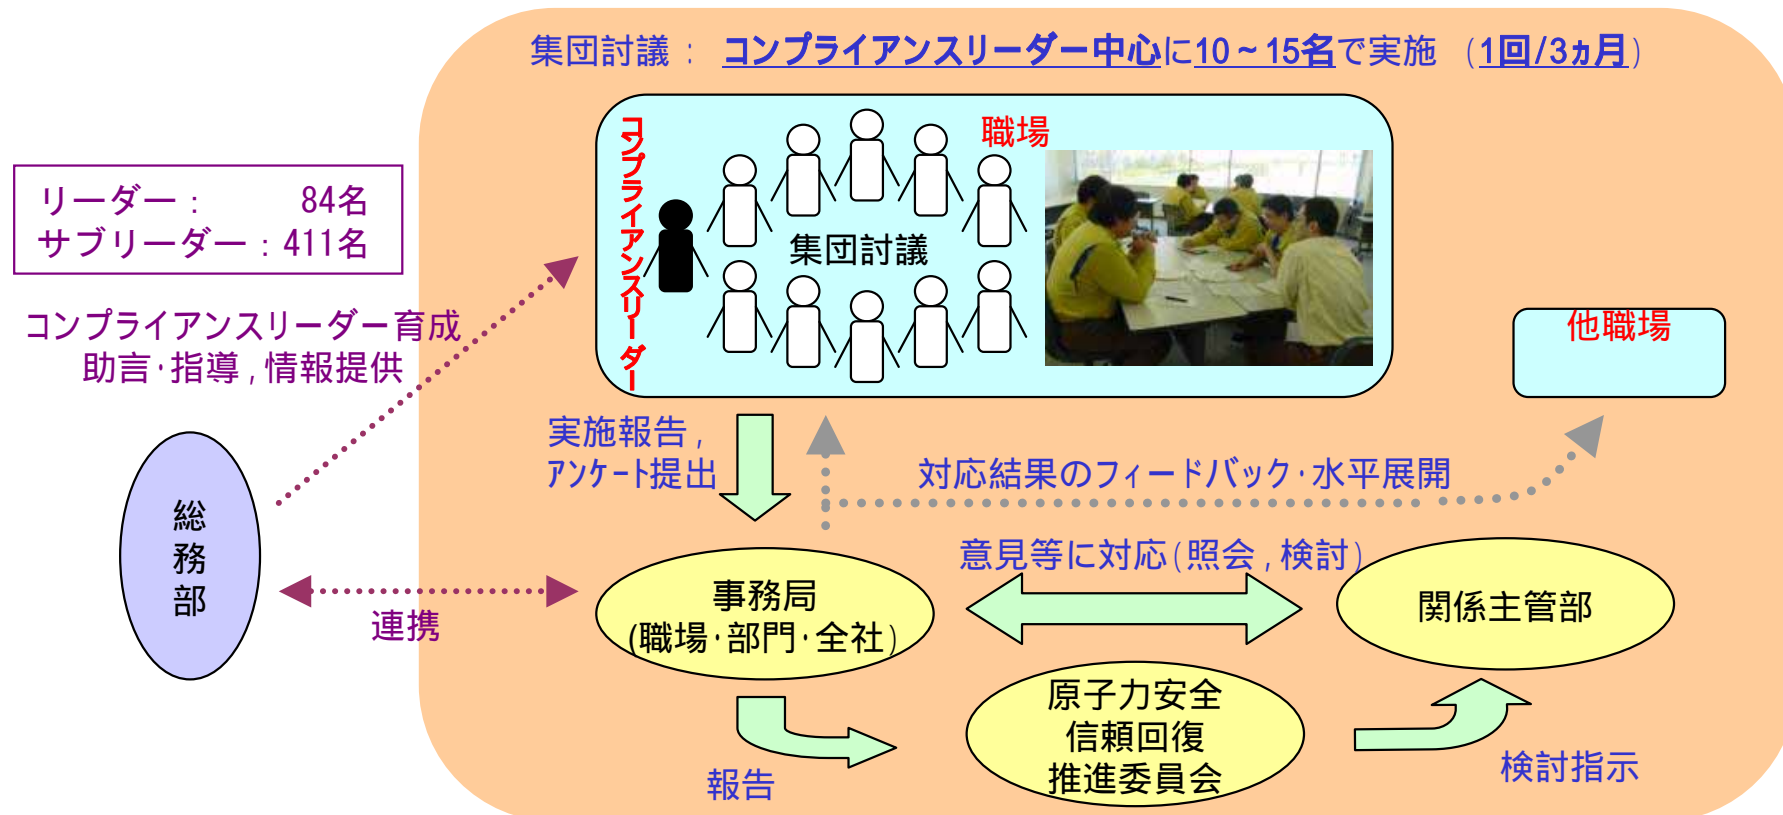 集団討議： コンプライアンスリーダー中心に10～15名で実施 （1回/3ヵ月）
コンプライアンスリーダー
職場
集団討議
リーダー： 84名
サブリーダー：411名
コンプライアンスリーダー育成
助言･指導，情報提供
他職場
実施報告，
ｱﾝｹｰﾄ提出
対応結果のフィードバック･水平展開
総務部
意見等に対応（照会，検討）
事務局
(職場･部門･全社）
関係主管部
連携
原子力安全
信頼回復
推進委員会
報告
検討指示